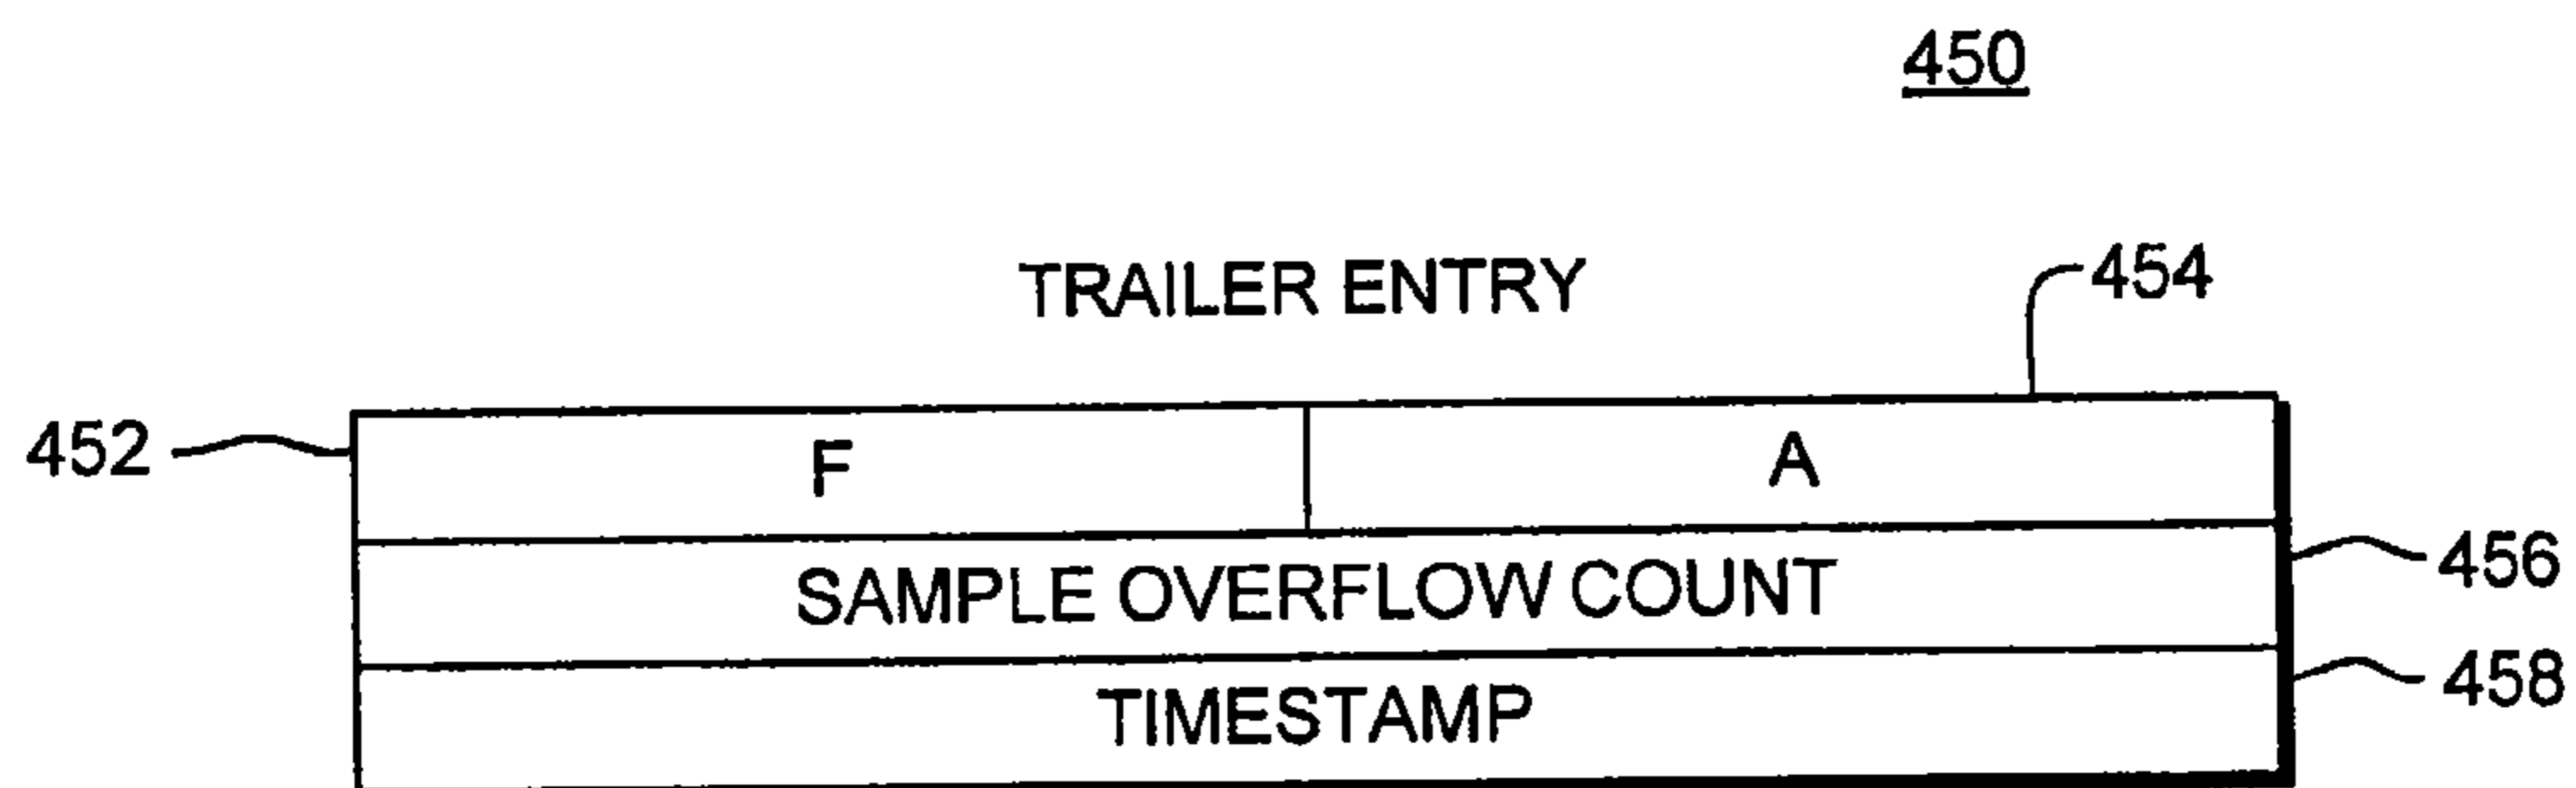 450
TRAILER ENTRY
454
452
F A
456
SAMPLE OVERFLOW COUNT
458
TIMESTAMP